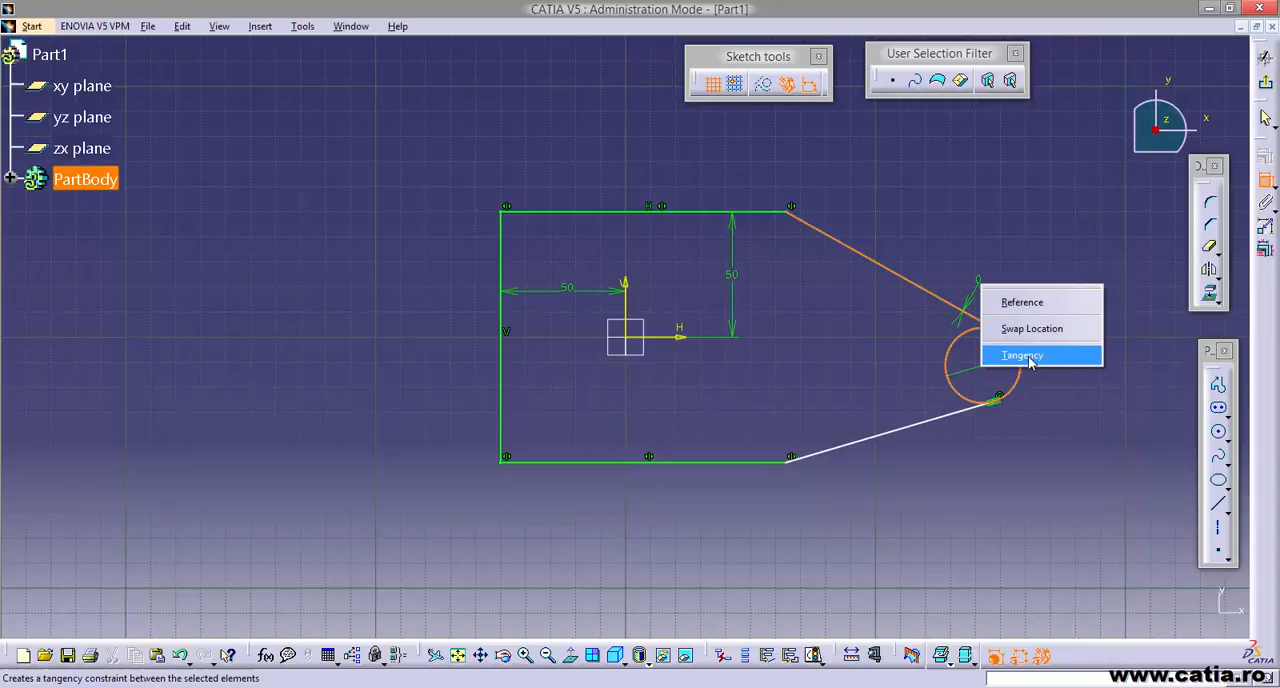 CATIA V5 : Administration Mode - [Part1]
Start ENOVIA V5 VPM File Edit View Insert Tools Window Help
Part1
xy plane
yz plane
zx plane
PartBody
Sketch tools
User Selection Filter
y
x
z
D..
H
50
50
V
V
H
0
Reference
Swap Location
Tangency
P..
y
x
f(x)
CATIA
Creates a tangency constraint between the selected elements
www.catia.ro